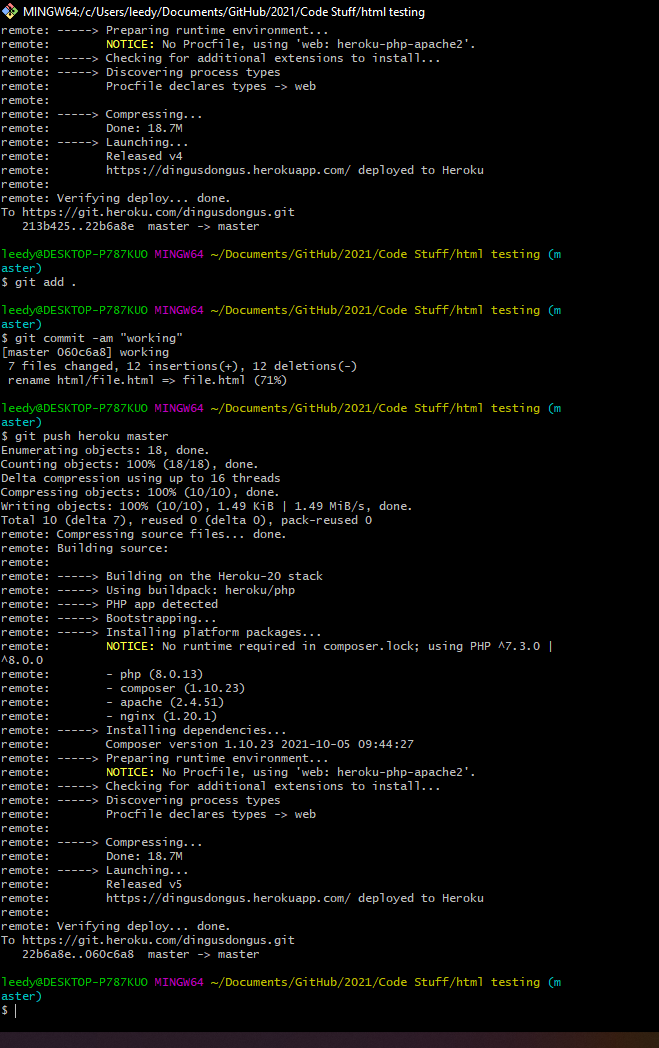 MINGW64:/c/Users/leedy/Documents/GitHub/2021/Code Stuff/html testing
remote: -----> Preparing runtime environment...
remote:        NOTICE: No Procfile, using 'web: heroku-php-apache2'.
remote: -----> Checking for additional extensions to install...
remote: -----> Discovering process types
remote:        Procfile declares types -> web
remote:
remote: -----> Compressing...
remote:        Done: 18.7M
remote: -----> Launching...
remote:        Released v4
remote:        https://dingusdongus.herokuapp.com/ deployed to Heroku
remote:
remote: Verifying deploy... done.
To https://git.heroku.com/dingusdongus.git
   213b425..22b6a8e  master -> master
leedy@DESKTOP-P787KUO MINGW64 ~/Documents/GitHub/2021/Code Stuff/html testing (m
aster)
$ git add .
leedy@DESKTOP-P787KUO MINGW64 ~/Documents/GitHub/2021/Code Stuff/html testing (m
aster)
$ git commit -am "working"
[master 060c6a8] working
 7 files changed, 12 insertions(+), 12 deletions(-)
 rename html/file.html => file.html (71%)
leedy@DESKTOP-P787KUO MINGW64 ~/Documents/GitHub/2021/Code Stuff/html testing (m
aster)
$ git push heroku master
Enumerating objects: 18, done.
Counting objects: 100% (18/18), done.
Delta compression using up to 16 threads
Compressing objects: 100% (10/10), done.
Writing objects: 100% (10/10), 1.49 KiB | 1.49 MiB/s, done.
Total 10 (delta 7), reused 0 (delta 0), pack-reused 0
remote: Compressing source files... done.
remote: Building source:
remote:
remote: -----> Building on the Heroku-20 stack
remote: -----> Using buildpack: heroku/php
remote: -----> PHP app detected
remote: -----> Bootstrapping...
remote: -----> Installing platform packages...
remote:        NOTICE: No runtime required in composer.lock; using PHP ^7.3.0 |
^8.0.0
remote:        - php (8.0.13)
remote:        - composer (1.10.23)
remote:        - apache (2.4.51)
remote:        - nginx (1.20.1)
remote: -----> Installing dependencies...
remote:        Composer version 1.10.23 2021-10-05 09:44:27
remote: -----> Preparing runtime environment...
remote:        NOTICE: No Procfile, using 'web: heroku-php-apache2'.
remote: -----> Checking for additional extensions to install...
remote: -----> Discovering process types
remote:        Procfile declares types -> web
remote:
remote: -----> Compressing...
remote:        Done: 18.7M
remote: -----> Launching...
remote:        Released v5
remote:        https://dingusdongus.herokuapp.com/ deployed to Heroku
remote:
remote: Verifying deploy... done.
To https://git.heroku.com/dingusdongus.git
   22b6a8e..060c6a8  master -> master
leedy@DESKTOP-P787KUO MINGW64 ~/Documents/GitHub/2021/Code Stuff/html testing (m
aster)
$